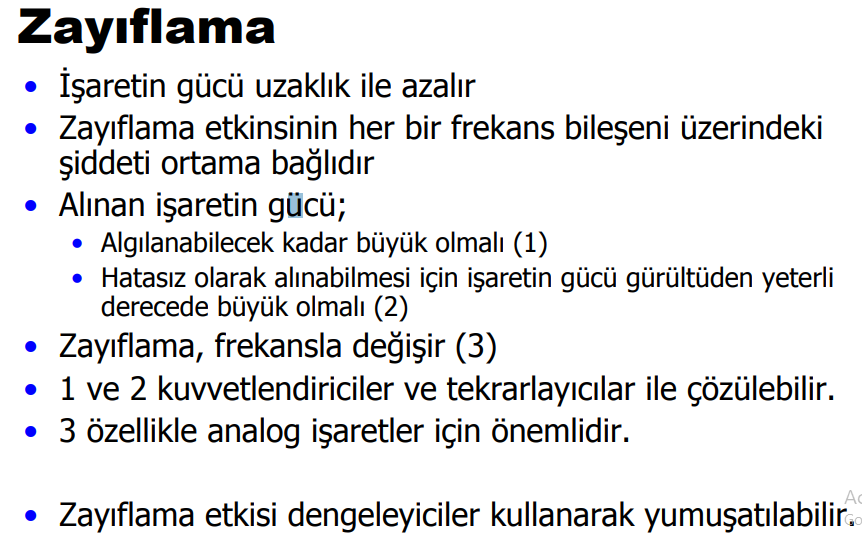 Zayıflama
• İşaretin gücü uzaklık ile azalır
• Zayıflama etkinsinin her bir frekans bileşeni üzerindeki
şiddeti ortama bağlıdır
• Alınan işaretin gücü;
• Algılanabilecek kadar büyük olmalı (1)
• Hatasız olarak alınabilmesi için işaretin gücü gürültüden yeterli
derecede büyük olmalı (2)
• Zayıflama, frekansla değişir (3)
• 1 ve 2 kuvvetlendiriciler ve tekrarlayıcılar ile çözülebilir.
• 3 özellikle analog işaretler için önemlidir.
• Zayıflama etkisi dengeleyiciler kullanarak yumuşatılabilir.